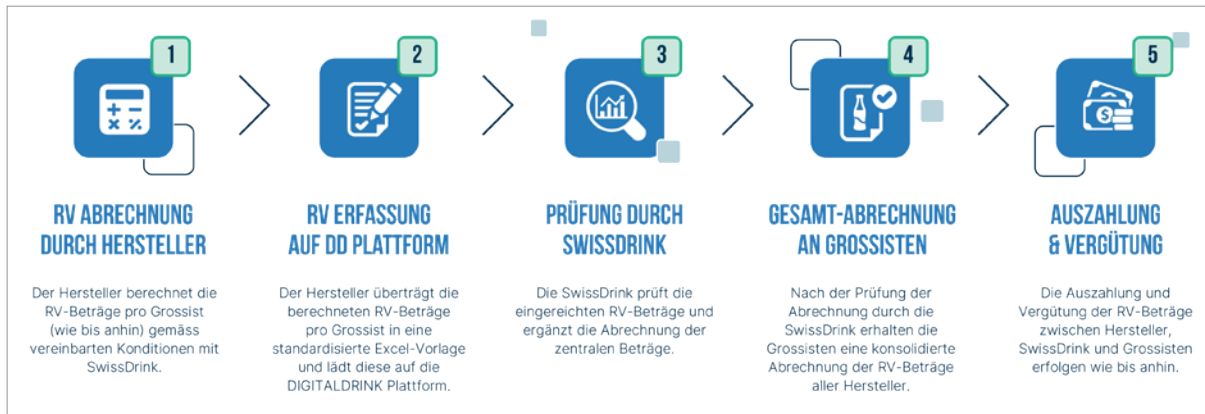 1
RV ABRECHNUNG
DURCH HERSTELLER
Der Hersteller berechnet die
RV-Beträge pro Grossist
(wie bis anhin) gemäss
vereinbarten Konditionen mit
SwissDrink.
2
RV ERFASSUNG
AUF DD PLATTFORM
Der Hersteller überträgt die
berechneten RV-Beträge
pro Grossist in eine
standardisierte Excel-Vorlage
und lädt diese auf die
DIGITALDRINK Plattform.
3
PRÜFUNG DURCH
SWISSDRINK
Die SwissDrink prüft die
eingereichten RV-Beträge und
ergänzt die Abrechnung der
zentralen Beträge.
4
GESAMT-ABRECHNUNG
AN GROSSISTEN
Nach der Prüfung der
Abrechnung durch die
SwissDrink erhalten die
Grossisten eine konsolidierte
Abrechnung der RV-Beträge
aller Hersteller.
5
AUSZAHLUNG
& VERGÜTUNG
Die Auszahlung und
Vergütung der RV-Beträge
zwischen Hersteller,
SwissDrink und Grossisten
erfolgen wie bis anhin.